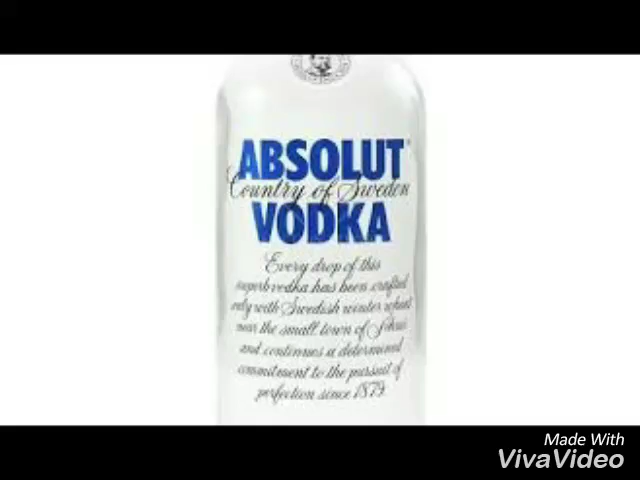 ABSOLUT
Country of Sweden
VODKA
Every drop of this
superb vodka has been crafted
only with Swedish winter wheat
near the small town of Åhus
and continues a determined
commitment to the pursuit of
perfection since 1879.
Made With
VivaVideo